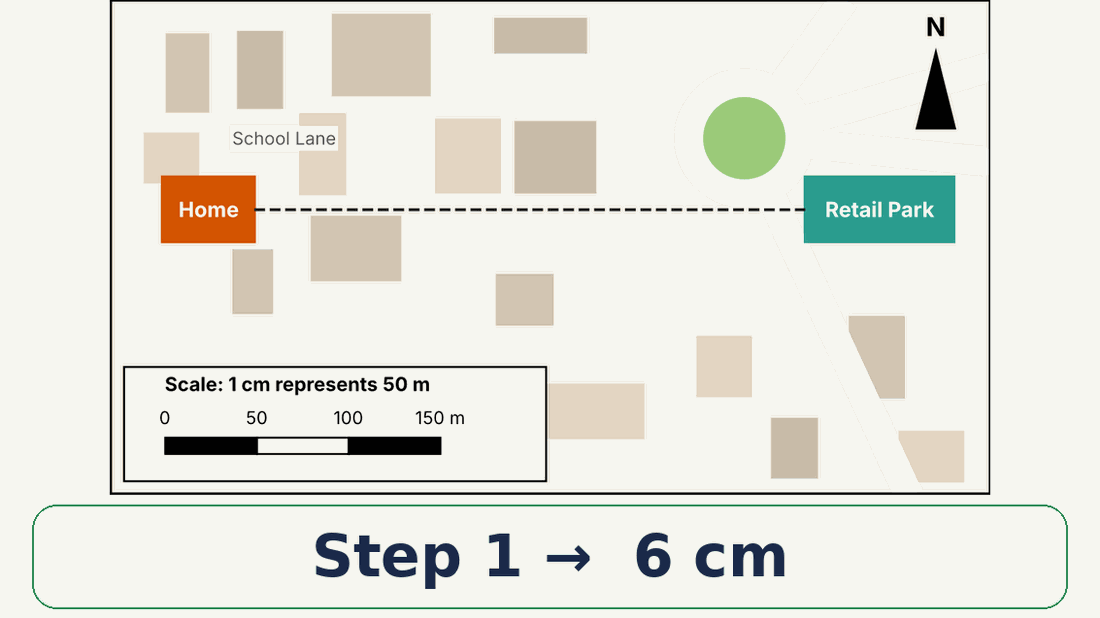 N
School Lane
Home
Retail Park
Scale: 1 cm represents 50 m
0 50 100 150 m
Step 1 → 6 cm